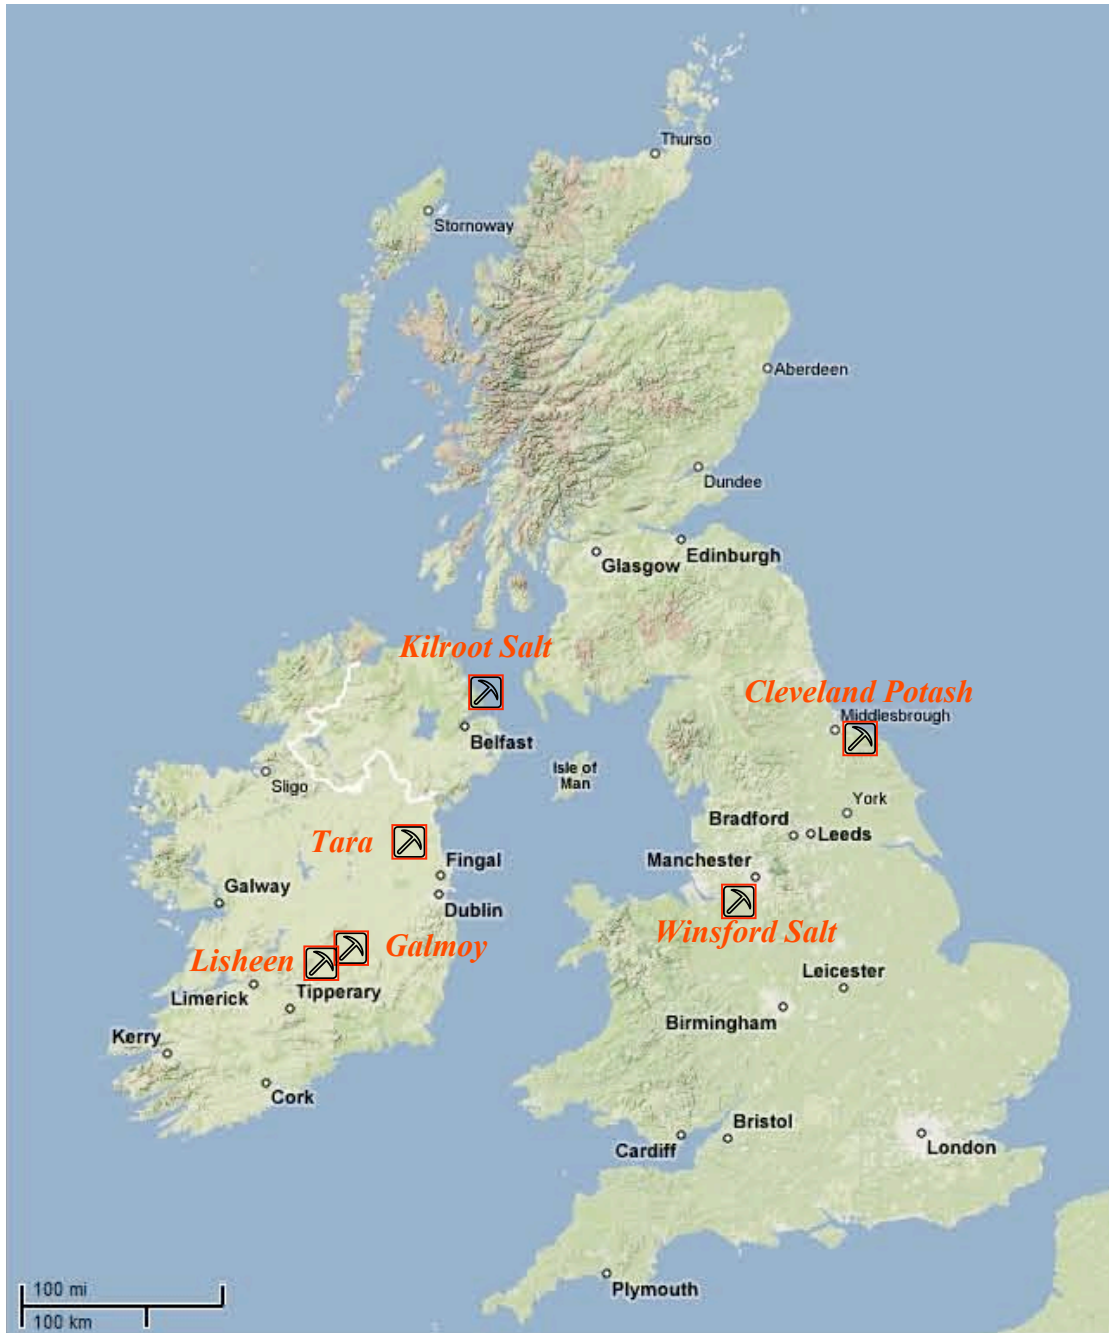 Thurso
Stornoway
Aberdeen
Dundee
Edinburgh
Glasgow
Kilroot Salt
Cleveland Potash
Middlesbrough
Belfast
Isle of
Man
Sligo
York
Bradford
Leeds
Tara
Manchester
Fingal
Galway
Dublin
Winsford Salt
Galmoy
Lisheen
Leicester
Tipperary
Limerick
Birmingham
Kerry
Cork
Bristol
Cardiff
London
Plymouth
100 mi
100 km